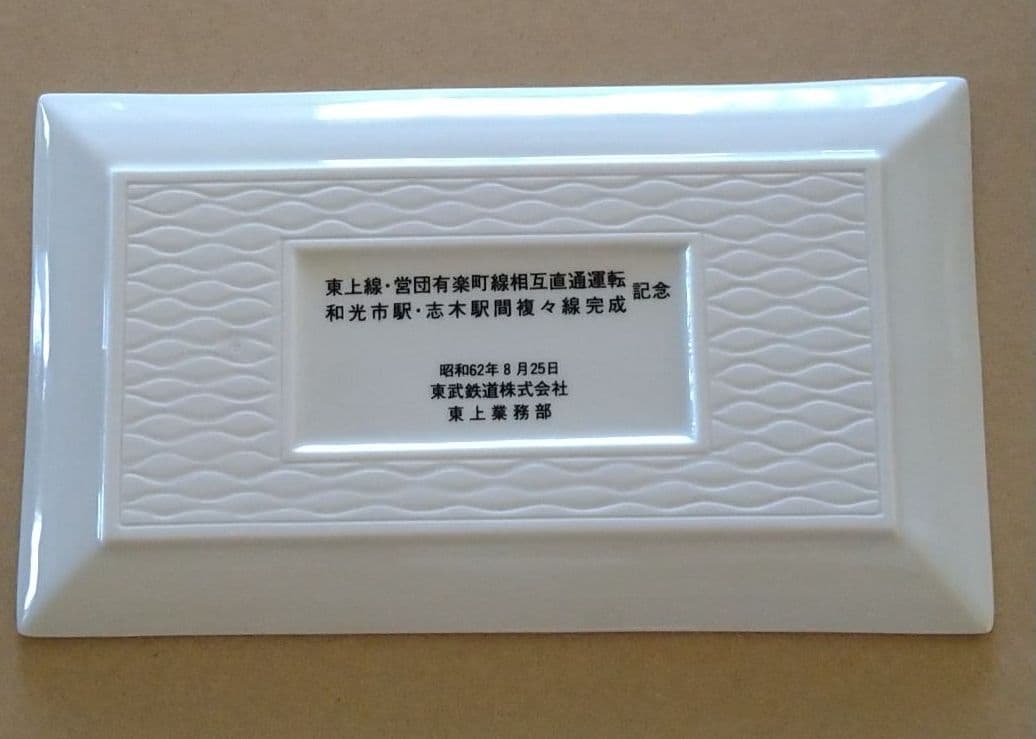 東上線・営団有楽町線相互直通運転
和光市駅・志木駅間複々線完成
記念
昭和62年8月25日
東武鉄道株式会社
東上業務部